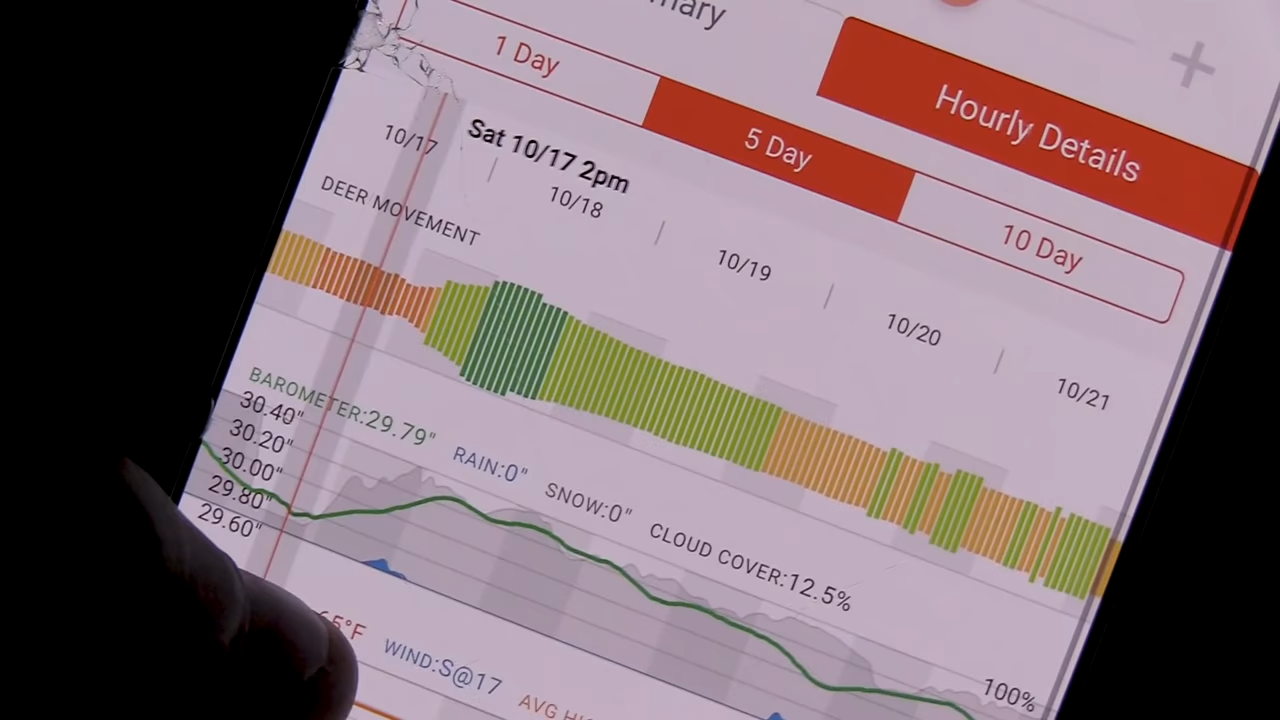 Hourly Details
1 Day
5 Day
10 Day
Sat 10/17 2pm
10/17
10/18
10/19
10/20
10/21
DEER MOVEMENT
BAROMETER:29.79"
RAIN:0"
SNOW:0"
CLOUD COVER:12.5%
30.40"
30.20"
30.00"
29.80"
29.60"
100%
WIND:S@17
AVG